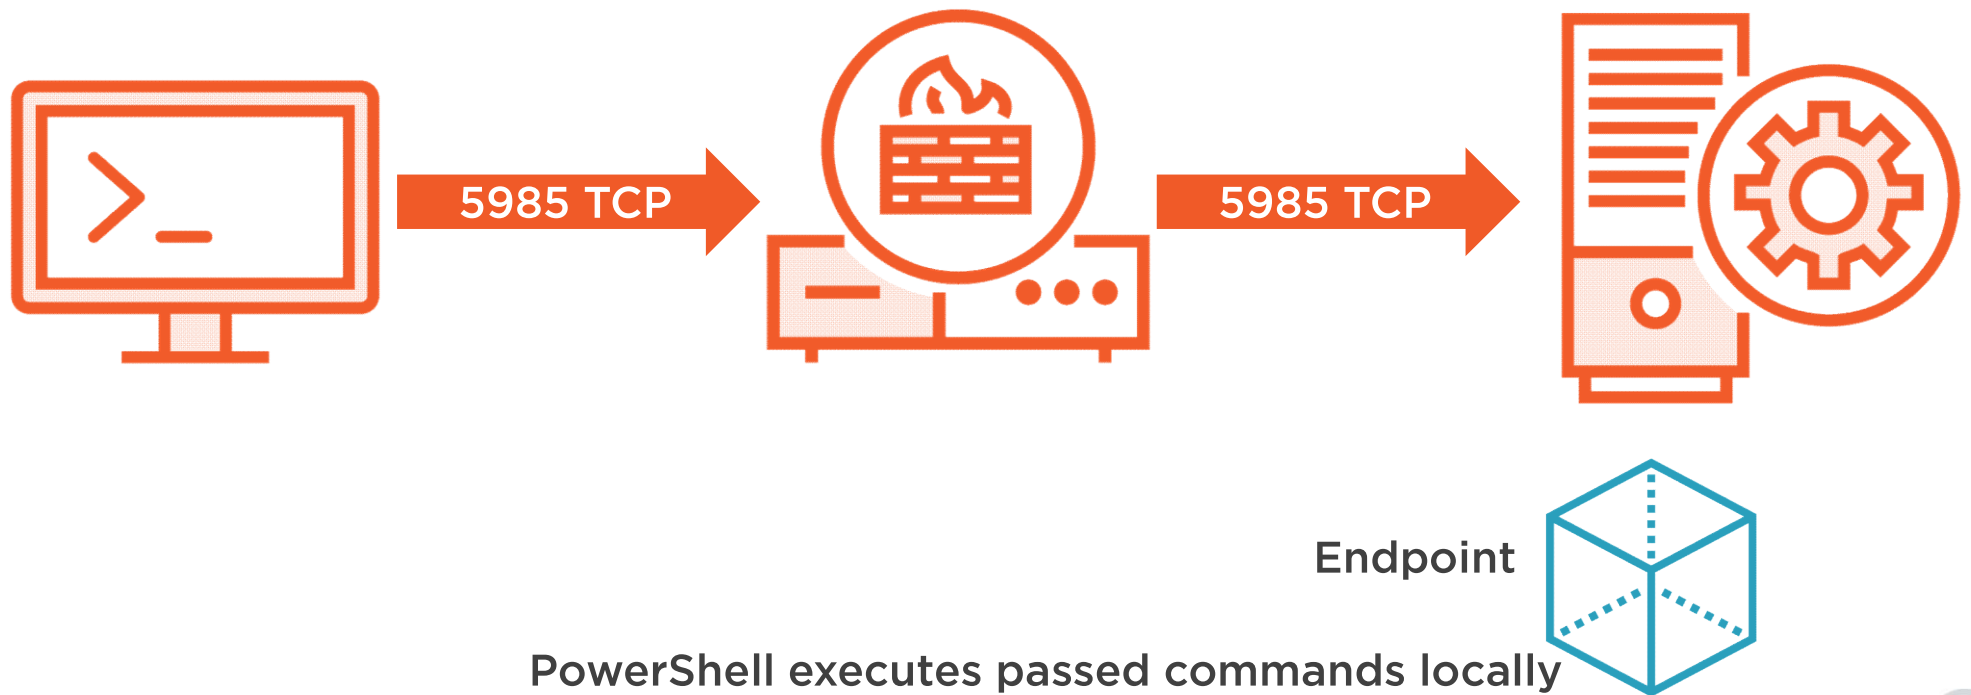 5985 TCP
5985 TCP
Endpoint
PowerShell executes passed commands locally